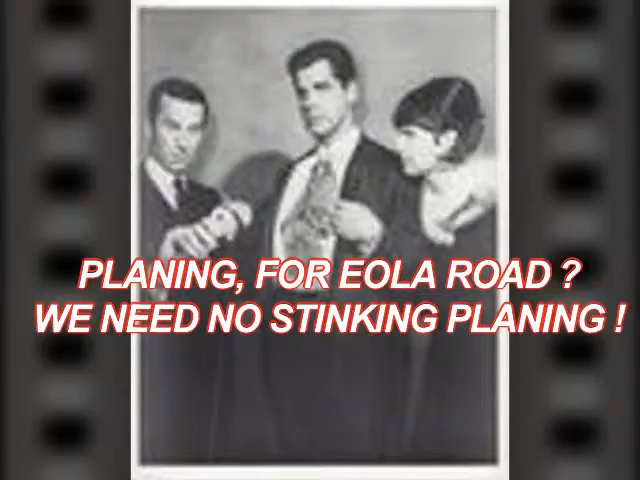 PLANING, FOR EOLA ROAD ?
WE NEED NO STINKING PLANING !